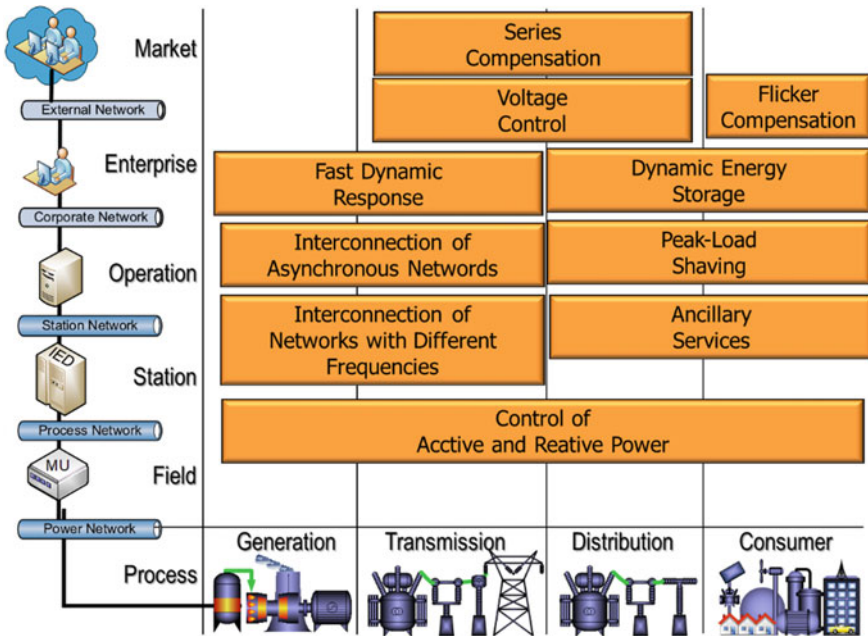 Market
Series
Compensation
Voltage
Control
Flicker
Compensation
External Network
Enterprise
Fast Dynamic
Response
Dynamic Energy
Storage
Corporate Network
Operation
Interconnection of
Asynchronous Networds
Peak-Load
Shaving
Station Network
Interconnection of
Networks with Different
Frequencies
Ancillary
Services
IED
Station
Control of
Acctive and Reative Power
Process Network
MU
Field
Power Network
Generation
Transmission
Distribution
Consumer
Process